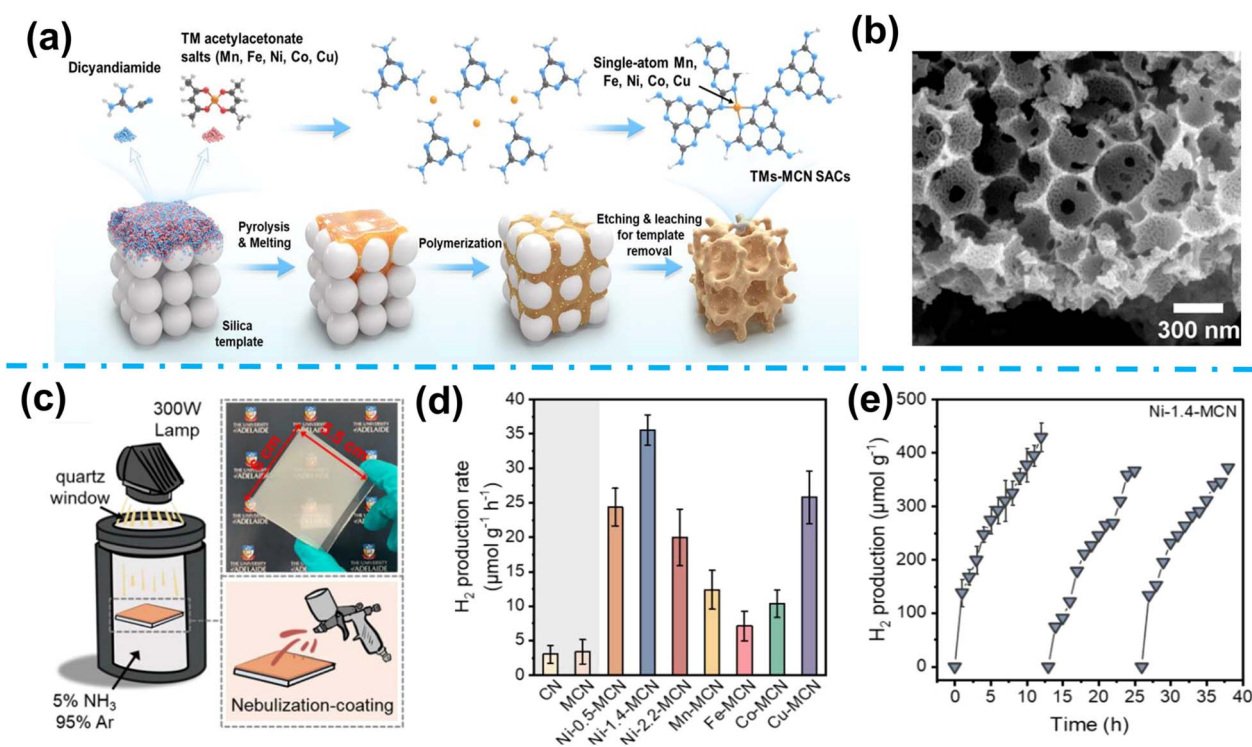 (a)
Dicyandiamide
TM acetylacetonate
salts (Mn, Fe, Ni, Co, Cu)
Single-atom Mn,
Fe, Ni, Co, Cu
TMs-MCN SACs
Pyrolysis
& Melting
Polymerization
Etching & leaching
for template
removal
Silica
template
(b)
300 nm
(c)
300W
Lamp
quartz
window
5% NH₃
95% Ar
THE UNIVERSITY
of ADELAIDE
Nebulization-coating
(d)
H₂ production rate
(μmol g⁻¹ h⁻¹)
40
35
30
25
20
15
10
5
0
CN
MCN
Ni-0.5-MCN
Ni-1.4-MCN
Ni-2.2-MCN
Mn-MCN
Fe-MCN
Co-MCN
Cu-MCN
(e)
Ni-1.4-MCN
H₂ production (μmol g⁻¹)
500
400
300
200
100
0
0 5 10 15 20 25 30 35 40
Time (h)